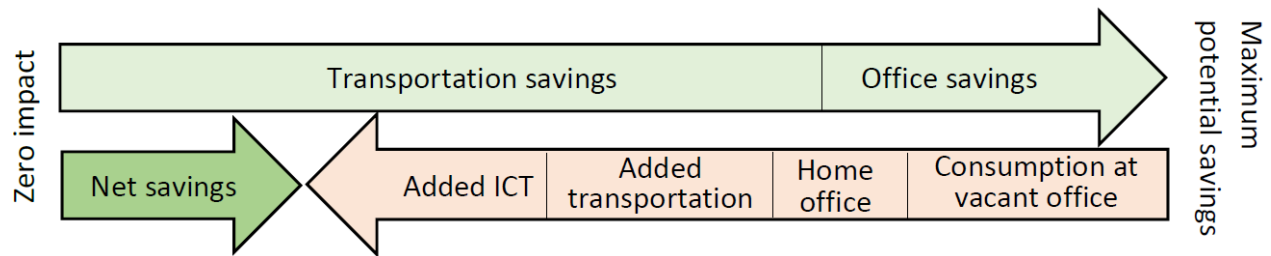 Zero impact
Transportation savings
Office savings
Maximum
potential savings
Net savings
Added ICT
Added
transportation
Home
office
Consumption at
vacant office